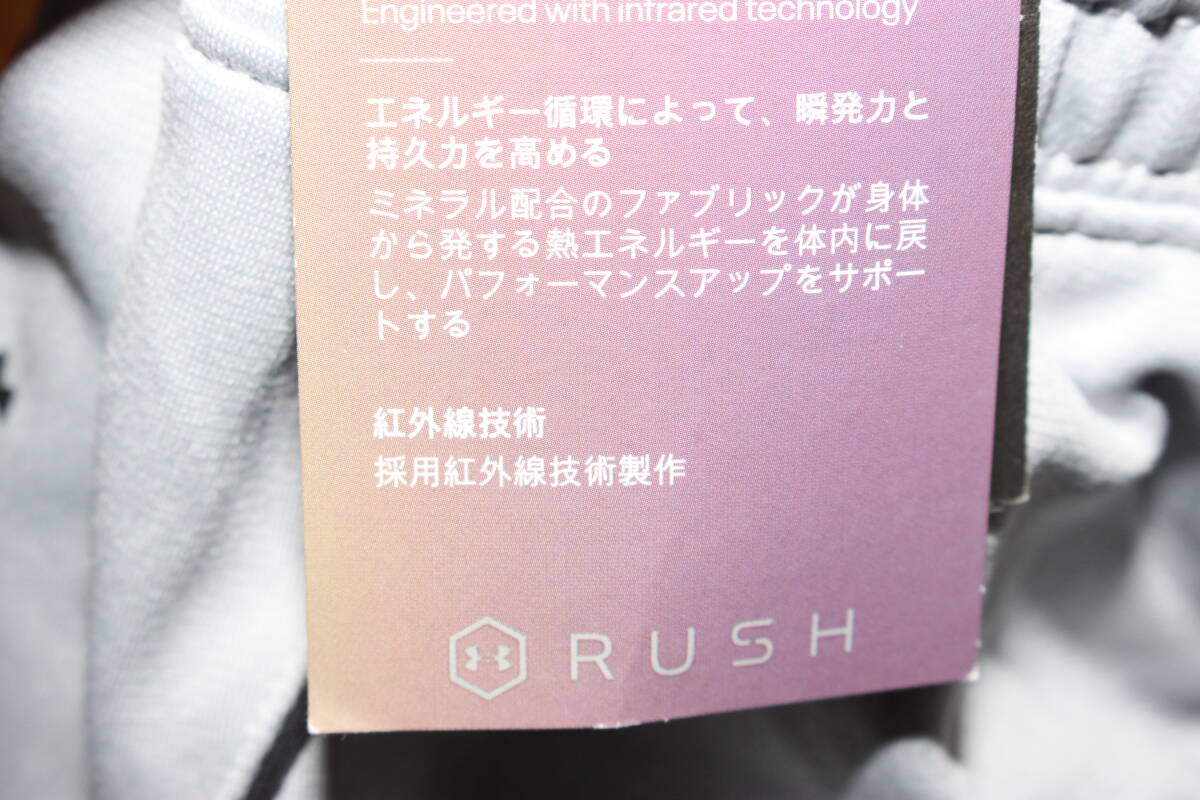 Engineered with infrared technology
エネルギー循環によって、瞬発力と
持久力を高める
ミネラル配合のファブリックが身体
から発する熱エネルギーを体内に戻
し、パフォーマンスアップをサポー
トする
紅外線技術
採用紅外線技術製作
RUSH